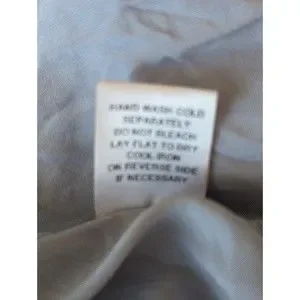 HAND WASH COLD
SEPARATELY
DO NOT BLEACH
LAY FLAT TO DRY
COOL IRON
ON REVERSE SIDE
IF NECESSARY